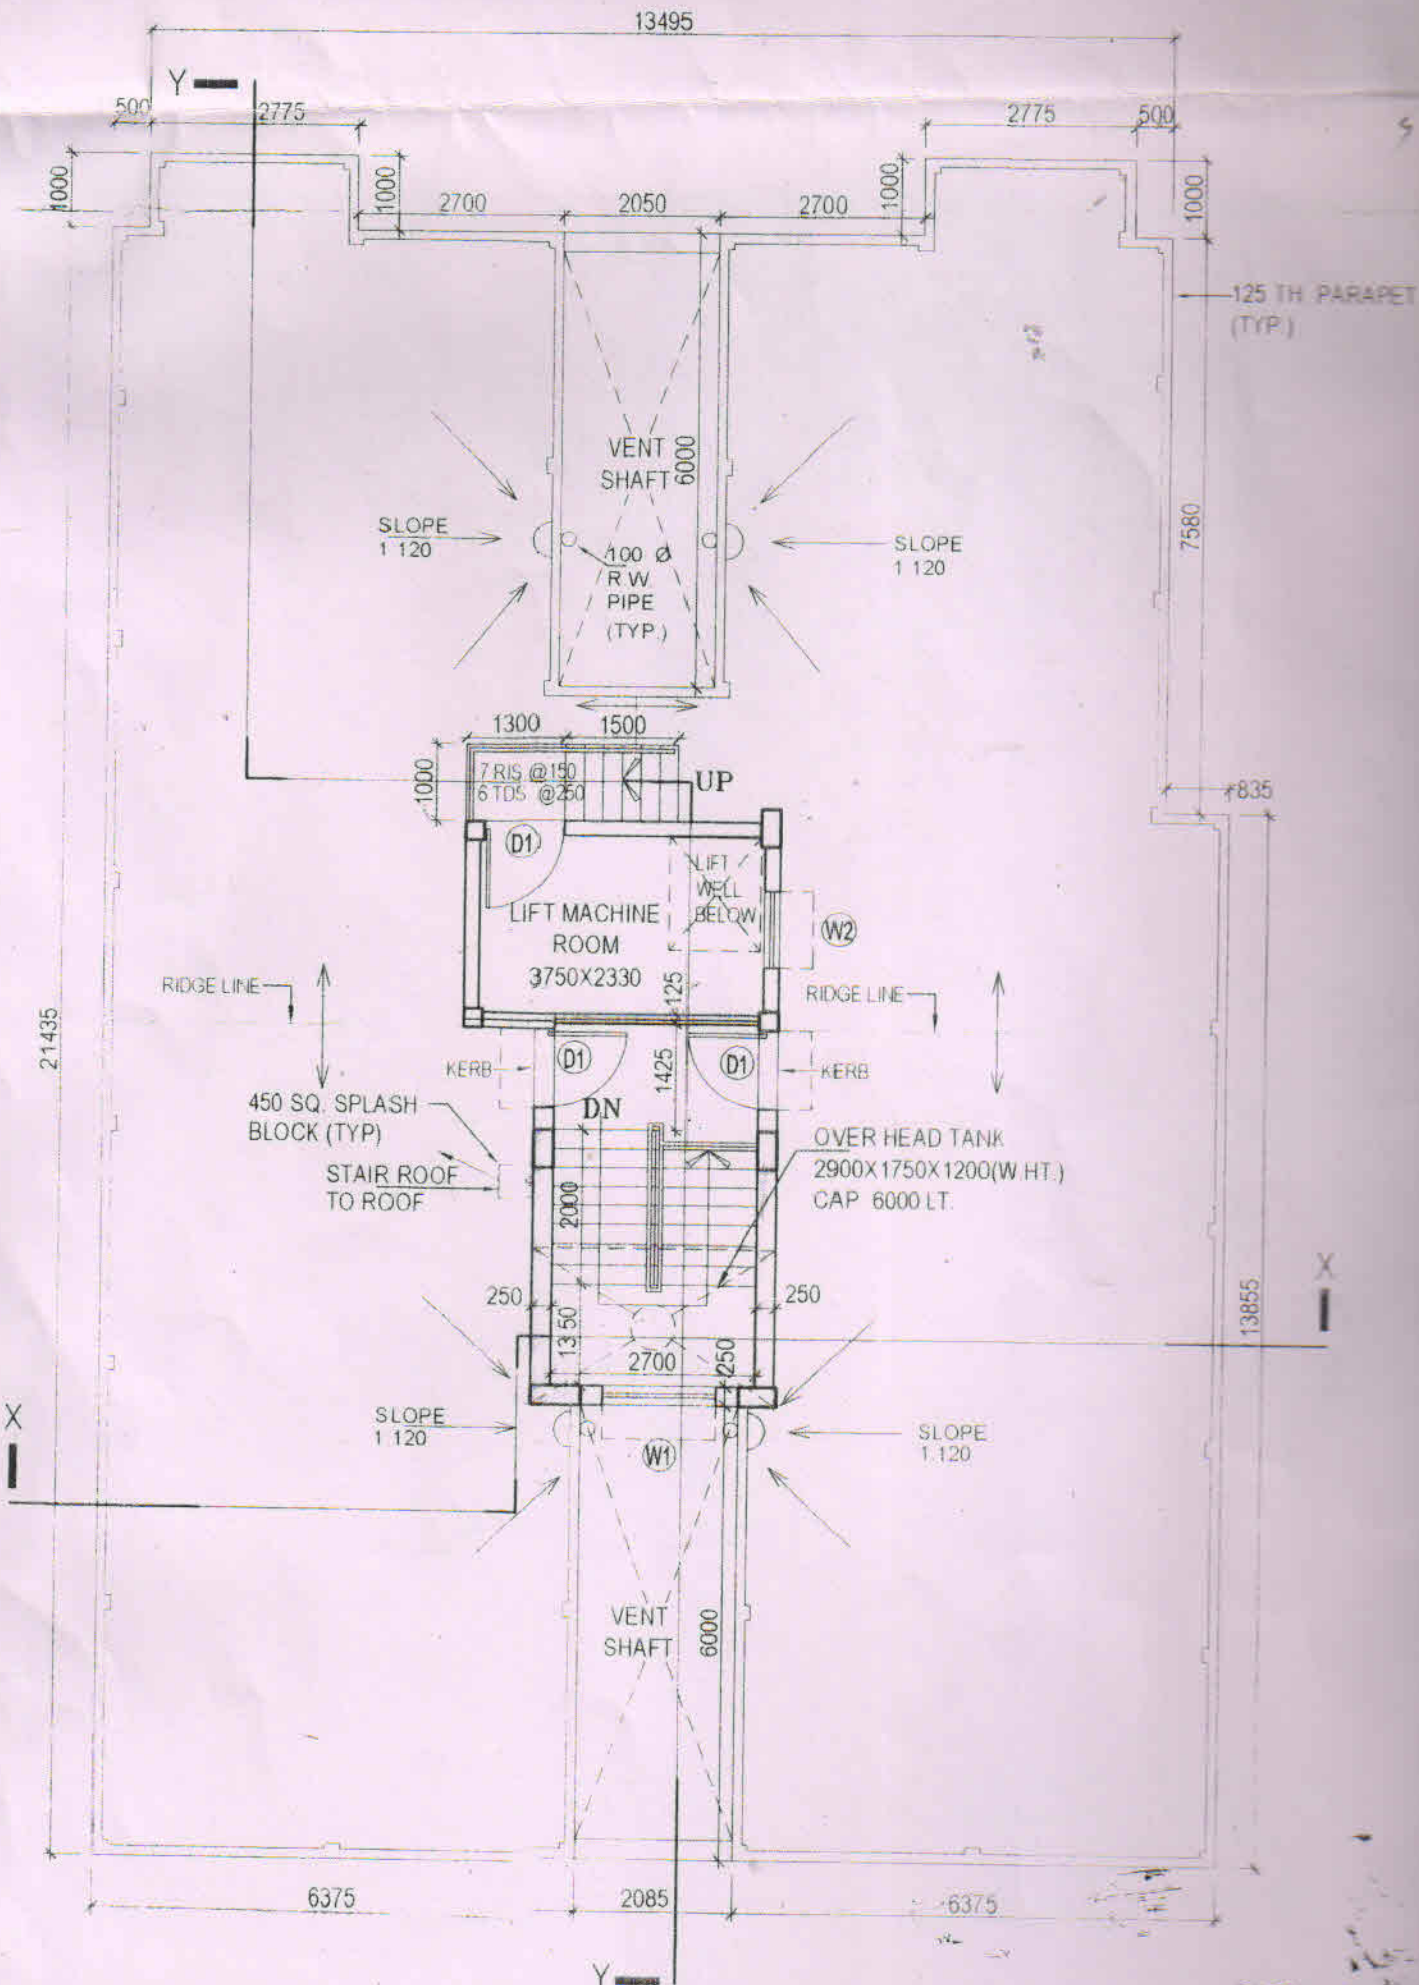 13495
Y
500
2775
2775
500
1000
1000
2700
2050
2700
1000
1000
125 TH PARAPET
(TYP.)
VENT
SHAFT
6000
7580
SLOPE
1 120
SLOPE
1 120
100 Ø
R.W.
PIPE
(TYP.)
1300
1500
1000
7 RIS @150
6 TDS @250
UP
835
D1
LIFT
WELL
BELOW
LIFT MACHINE
ROOM
3750X2330
W2
125
RIDGE LINE
RIDGE LINE
21435
KERB
D1
1425
D1
KERB
DN
450 SQ. SPLASH
BLOCK (TYP)
STAIR ROOF
TO ROOF
OVER HEAD TANK
2900X1750X1200(W.HT.)
CAP 6000 LT.
2000
250
250
1350
2700
250
13855
X
X
SLOPE
1 120
SLOPE
1 120
W1
VENT
SHAFT
6000
6375
2085
6375
Y